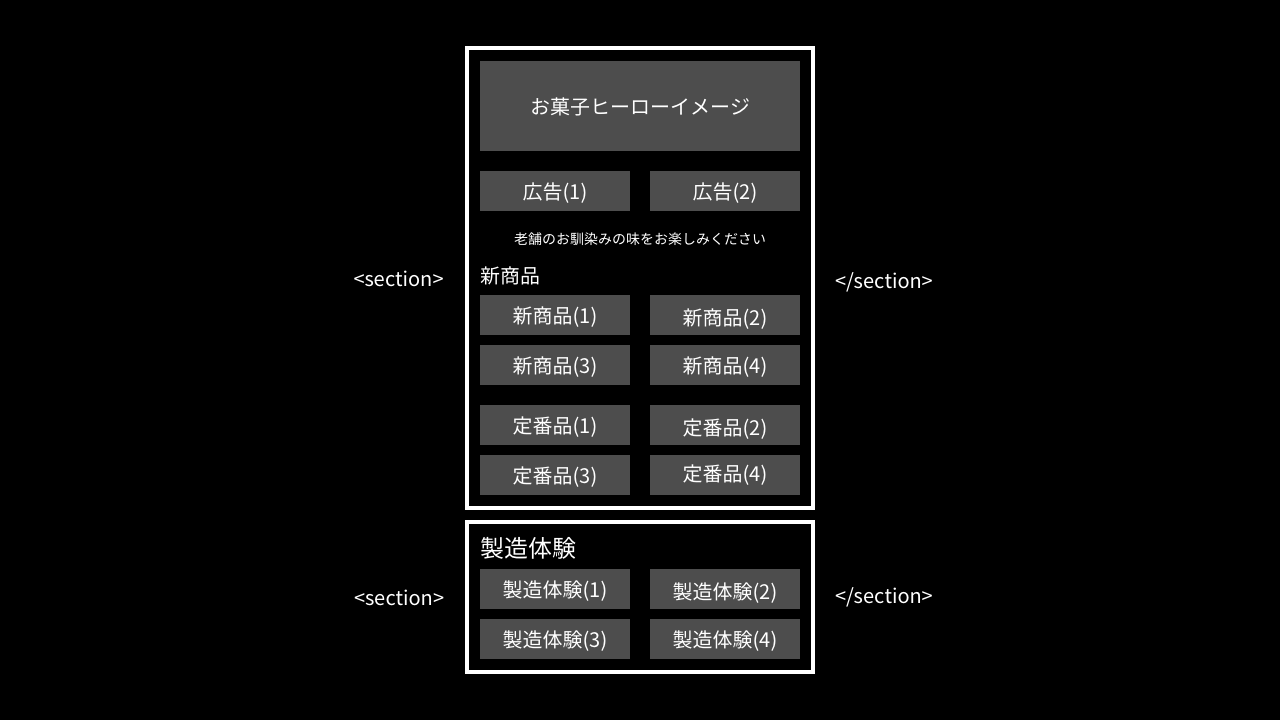 お菓子ヒーローイメージ
広告(1)
広告(2)
老舗のお馴染みの味をお楽しみください
<section>
新商品
</section>
新商品(1)
新商品(2)
新商品(3)
新商品(4)
定番品(1)
定番品(2)
定番品(3)
定番品(4)
製造体験
製造体験(1)
製造体験(2)
<section>
</section>
製造体験(3)
製造体験(4)